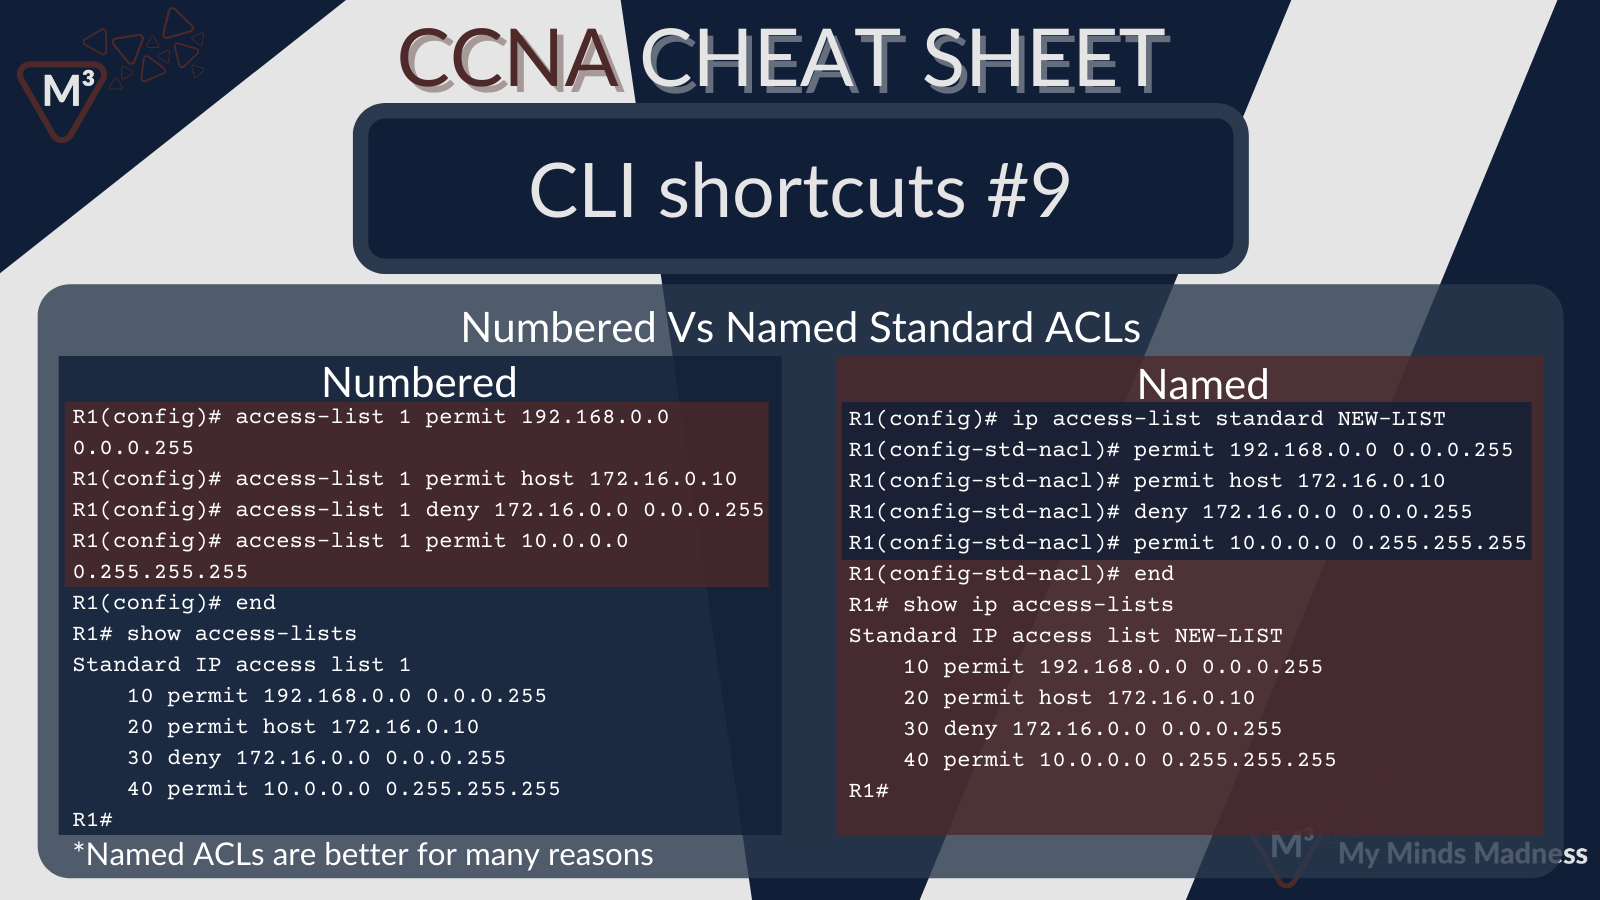 M³
CCNA CHEAT SHEET
CLI shortcuts #9
Numbered Vs Named Standard ACLs
Numbered
R1(config)# access-list 1 permit 192.168.0.0
0.0.0.255
R1(config)# access-list 1 permit host 172.16.0.10
R1(config)# access-list 1 deny 172.16.0.0 0.0.0.255
R1(config)# access-list 1 permit 10.0.0.0
0.255.255.255
R1(config)# end
R1# show access-lists
Standard IP access list 1
    10 permit 192.168.0.0 0.0.0.255
    20 permit host 172.16.0.10
    30 deny 172.16.0.0 0.0.0.255
    40 permit 10.0.0.0 0.255.255.255
R1#
Named
R1(config)# ip access-list standard NEW-LIST
R1(config-std-nacl)# permit 192.168.0.0 0.0.0.255
R1(config-std-nacl)# permit host 172.16.0.10
R1(config-std-nacl)# deny 172.16.0.0 0.0.0.255
R1(config-std-nacl)# permit 10.0.0.0 0.255.255.255
R1(config-std-nacl)# end
R1# show ip access-lists
Standard IP access list NEW-LIST
    10 permit 192.168.0.0 0.0.0.255
    20 permit host 172.16.0.10
    30 deny 172.16.0.0 0.0.0.255
    40 permit 10.0.0.0 0.255.255.255
R1#
*Named ACLs are better for many reasons
M³ My Minds Madness